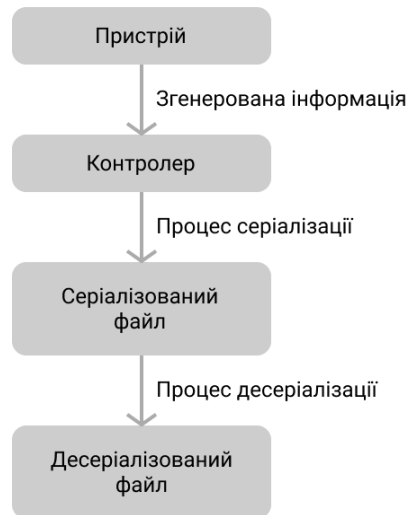 Пристрій
Згенерована інформація
Контролер
Процес серіалізації
Серіалізований
файл
Процес десеріалізації
Десеріалізований
файл